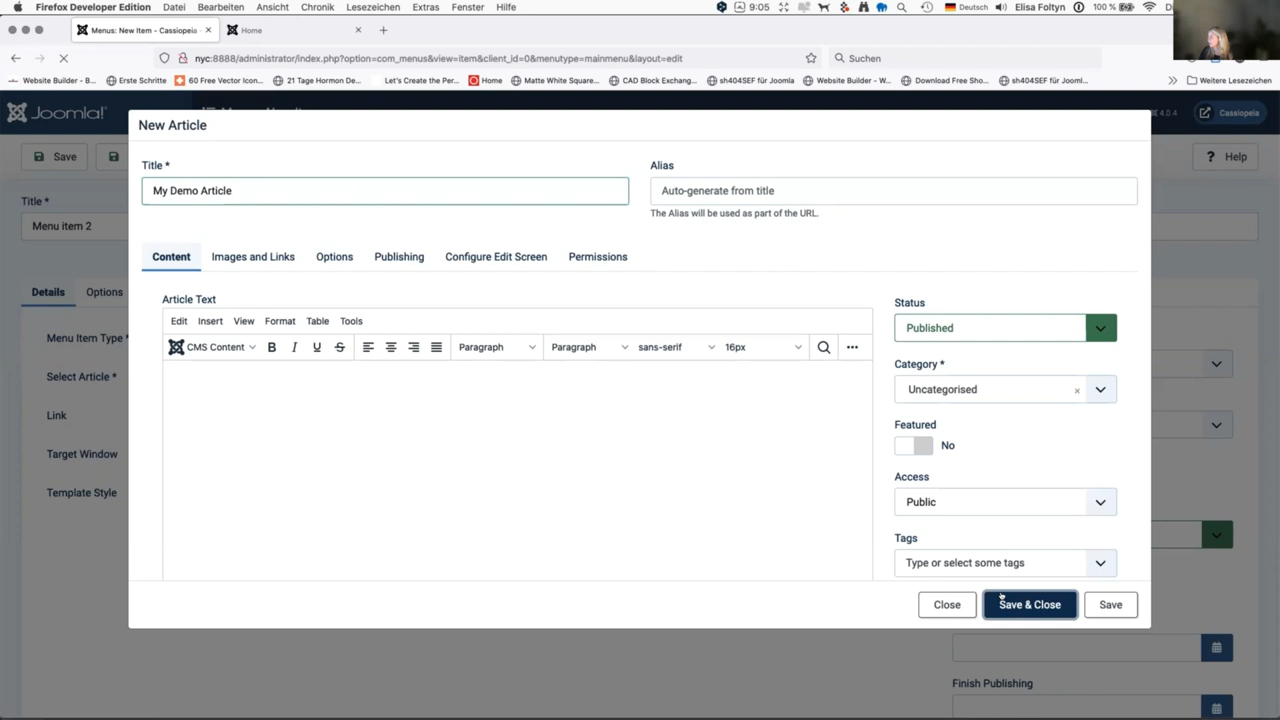 Firefox Developer Edition Datei Bearbeiten Ansicht Chronik Lesezeichen Extras Fenster Hilfe 9:05 Deutsch Elisa Foltyn 100 %
Menus: New Item - Cassiopeia - × Home × +
nyc:8888/administrator/index.php?option=com_menus&view=item&client_id=0&menutype=mainmenu&layout=edit Suchen
Website Builder - B... Erste Schritte 60 Free Vector Icon... 21 Tage Hormon De... Let's Create the Per... Home Matte White Square... CAD Block Exchang... sh404SEF für Joomla Website Builder - W... Download Free Sho... sh404SEF für Jooml... Weitere Lesezeichen
Joomla! 4.0.4 Cassiopeia
New Article
Save ? Help
Title * Alias
My Demo Article Auto-generate from title
The Alias will be used as part of the URL.
Title *
Menu item 2
Content Images and Links Options Publishing Configure Edit Screen Permissions
Details Options
Article Text Status
Edit Insert View Format Table Tools Published
Menu Item Type *
CMS Content B I U S Paragraph Paragraph sans-serif 16px •••
Category *
Select Article *
Uncategorised ×
Link
Featured
No
Target Window
Access
Template Style
Public
Tags
Type or select some tags
Close Save & Close Save
Finish Publishing